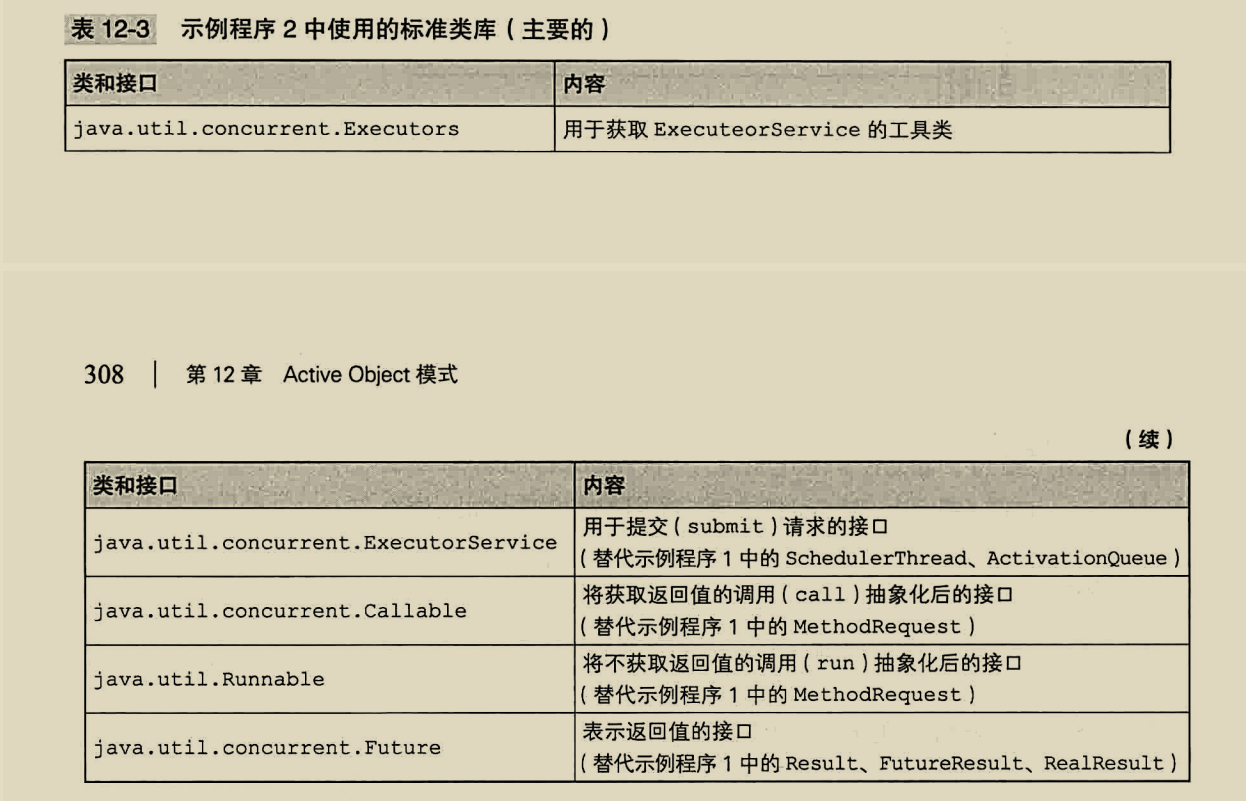 表 12-3 示例程序 2 中使用的标准类库（主要的）
类和接口 内容
java.util.concurrent.Executors 用于获取 ExecuteorService 的工具类
308 | 第 12 章 Active Object 模式
（续）
类和接口 内容
java.util.concurrent.ExecutorService 用于提交（submit）请求的接口
（替代示例程序 1 中的 SchedulerThread、ActivationQueue）
java.util.concurrent.Callable 将获取返回值的调用（call）抽象化后的接口
（替代示例程序 1 中的 MethodRequest）
java.util.Runnable 将不获取返回值的调用（run）抽象化后的接口
（替代示例程序 1 中的 MethodRequest）
java.util.concurrent.Future 表示返回值的接口
（替代示例程序 1 中的 Result、FutureResult、RealResult）